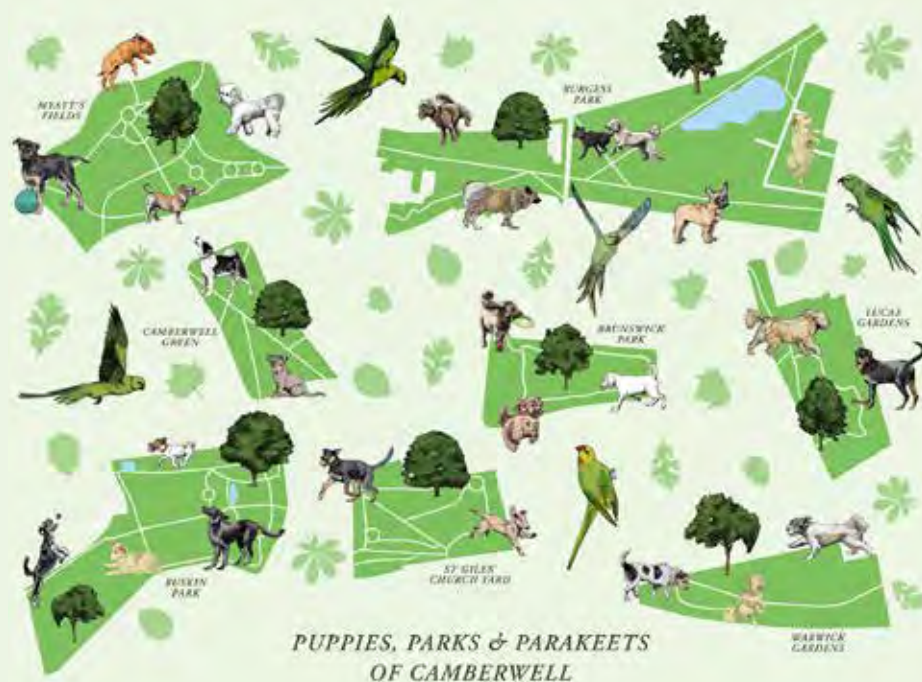 MYATT'S
FIELDS
BURGESS
PARK
CAMBERWELL
GREEN
BRUNSWICK
PARK
LUCAS
GARDENS
RUSKIN
PARK
ST GILES'
CHURCH YARD
WARWICK
GARDENS
PUPPIES, PARKS & PARAKEETS
OF CAMBERWELL